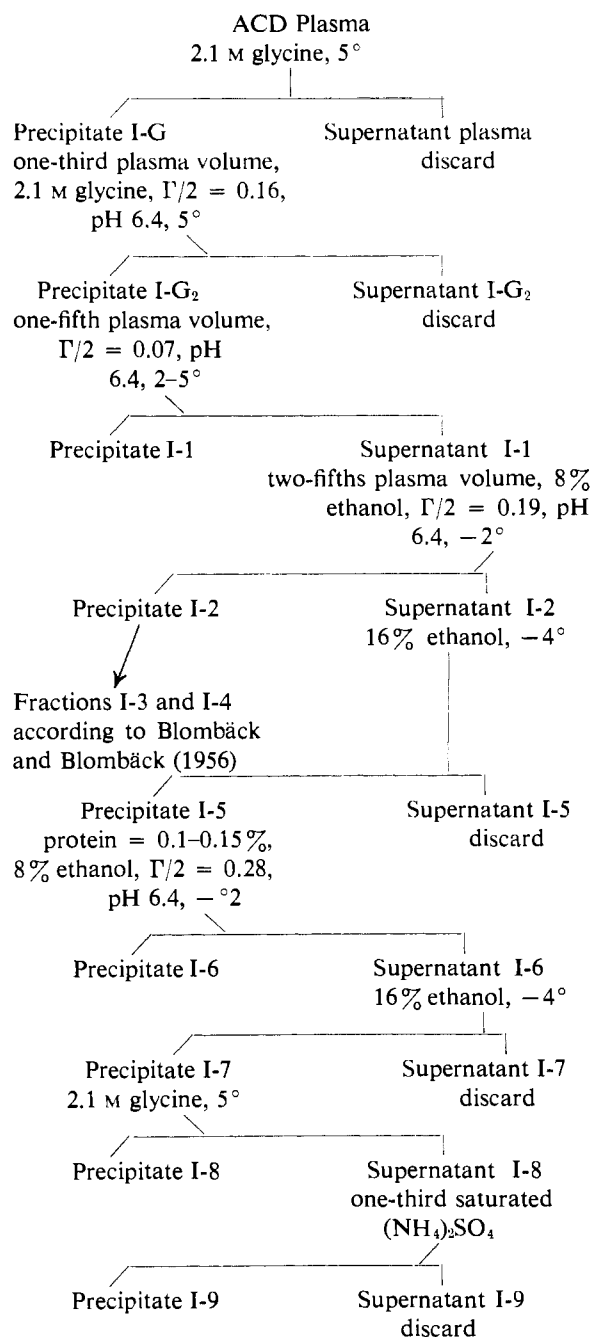 ACD Plasma
2.1 M glycine, 5°
Precipitate I-G
one-third plasma volume,
2.1 M glycine, Γ/2 = 0.16,
pH 6.4, 5°
Supernatant plasma
discard
Precipitate I-G₂
one-fifth plasma volume,
Γ/2 = 0.07, pH
6.4, 2–5°
Supernatant I-G₂
discard
Precipitate I-1
Supernatant I-1
two-fifths plasma volume, 8%
ethanol, Γ/2 = 0.19, pH
6.4, −2°
Precipitate I-2
Supernatant I-2
16% ethanol, −4°
Fractions I-3 and I-4
according to Blombäck
and Blombäck (1956)
Precipitate I-5
protein = 0.1–0.15%,
8% ethanol, Γ/2 = 0.28,
pH 6.4, −°2
Supernatant I-5
discard
Precipitate I-6
Supernatant I-6
16% ethanol, −4°
Precipitate I-7
2.1 M glycine, 5°
Supernatant I-7
discard
Precipitate I-8
Supernatant I-8
one-third saturated
(NH₄)₂SO₄
Precipitate I-9
Supernatant I-9
discard